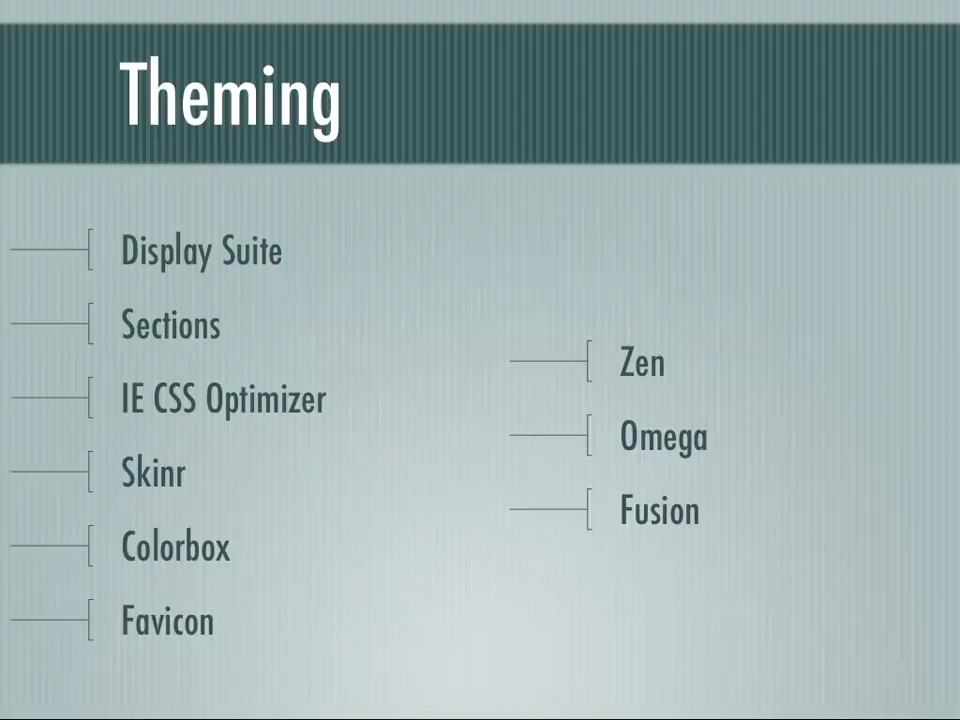 Theming
Display Suite
Sections
IE CSS Optimizer
Skinr
Colorbox
Favicon
Zen
Omega
Fusion